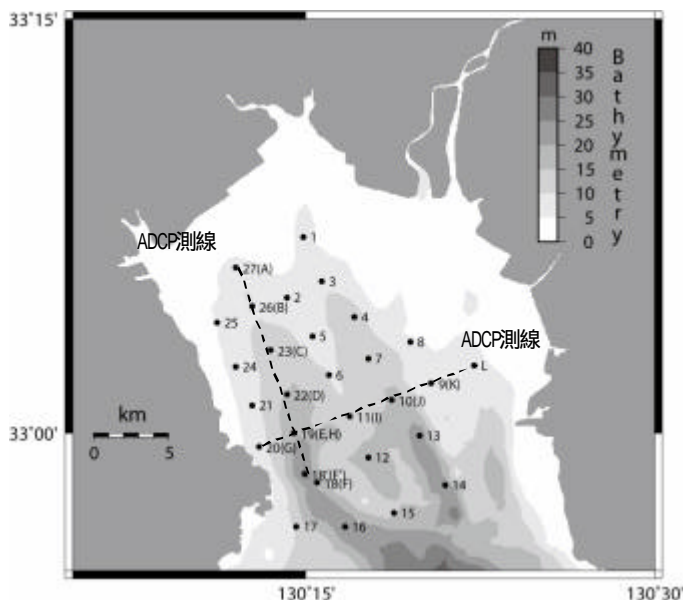 33°15'
m
40
35
30
25
20
15
10
5
0
Bathymetry
ADCP測線
1
27(A)
3
2
26(B)
4
25
ADCP測線
5
8
23(C)
7
24
L
6
9(K)
22(D)
10(J)
21
11(I)
km
0 5
33°00'
19(E,H)
13
20(G)
12
18'(F')
18(F)
14
15
17
16
130°15'
130°30'